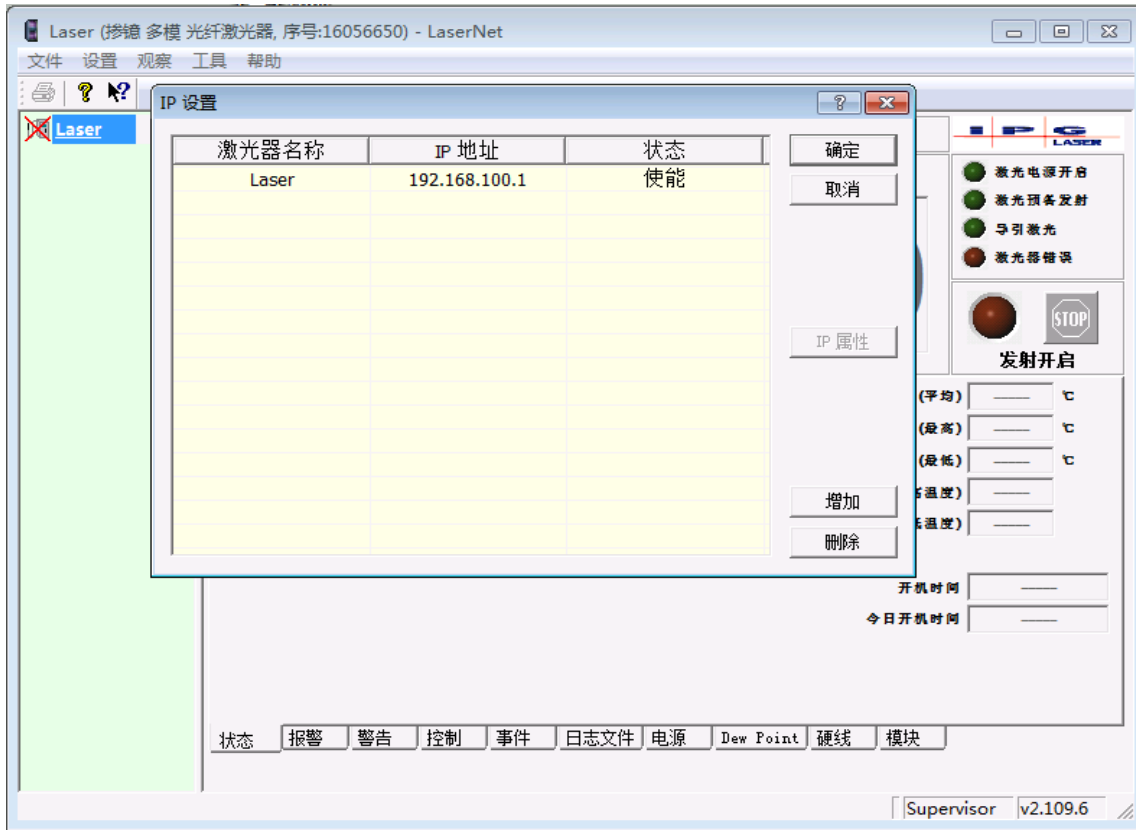 Laser (掺镱 多模 光纤激光器, 序号:16056650) - LaserNet
文件 设置 观察 工具 帮助
IP 设置
Laser
激光器名称 IP 地址 状态
Laser 192.168.100.1 使能
确定
取消
IP 属性
增加
删除
IPG
LASER
激光电源开启
激光预备发射
导引激光
激光器错误
STOP
发射开启
(平均) ——— ℃
(最高) ——— ℃
(最低) ——— ℃
温度) ———
温度) ———
开机时间 ———
今日开机时间 ———
状态 报警 警告 控制 事件 日志文件 电源 Dew Point 硬线 模块
Supervisor v2.109.6